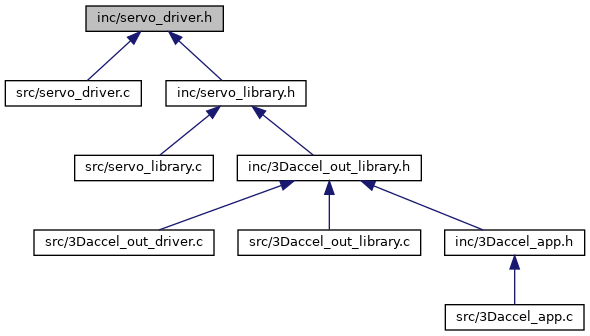 inc/servo_driver.h
src/servo_driver.c
inc/servo_library.h
src/servo_library.c
inc/3Daccel_out_library.h
src/3Daccel_out_driver.c
src/3Daccel_out_library.c
inc/3Daccel_app.h
src/3Daccel_app.c